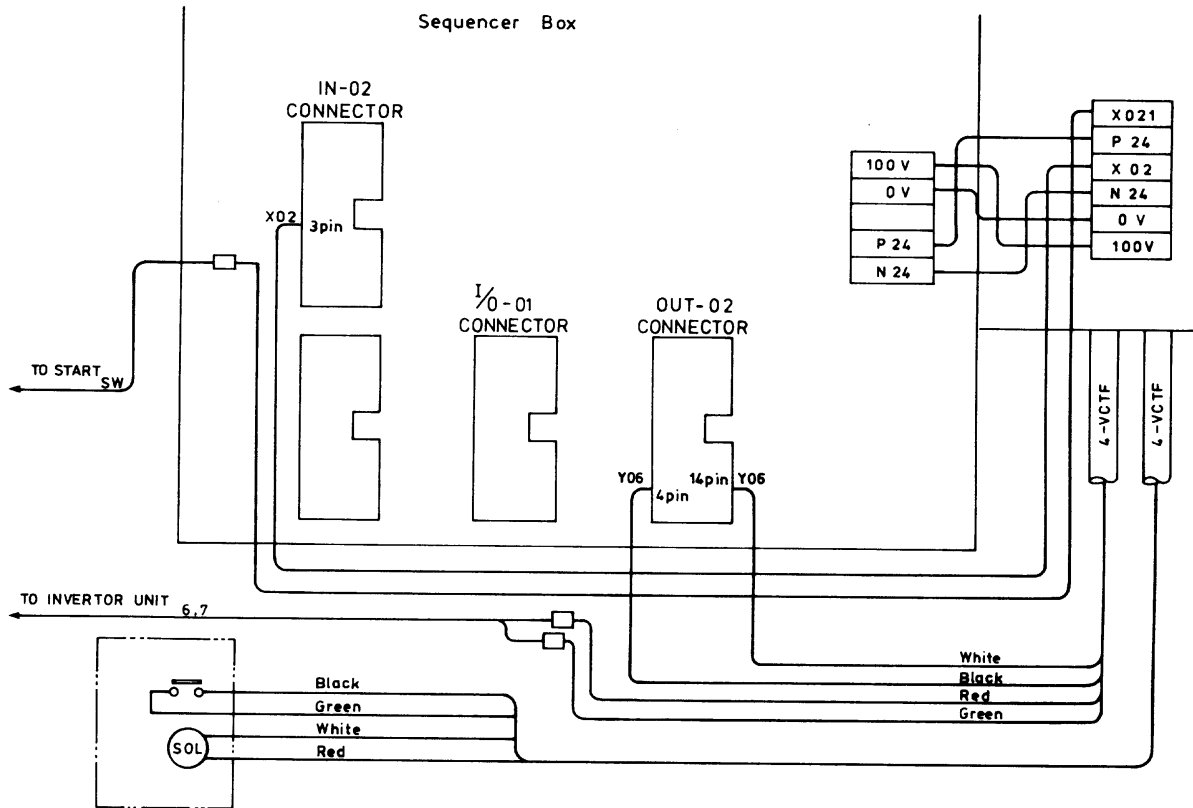 Sequencer Box
IN-02
CONNECTOR
X02
3pin
I/O-01
CONNECTOR
OUT-02
CONNECTOR
Y06
4pin
14pin
Y06
100 V
0 V
P 24
N 24
X021
P 24
X 02
N 24
0 V
100V
4-VCTF
4-VCTF
TO START
SW
TO INVERTOR UNIT
6,7
White
Black
Red
Green
Black
Green
White
Red
SOL